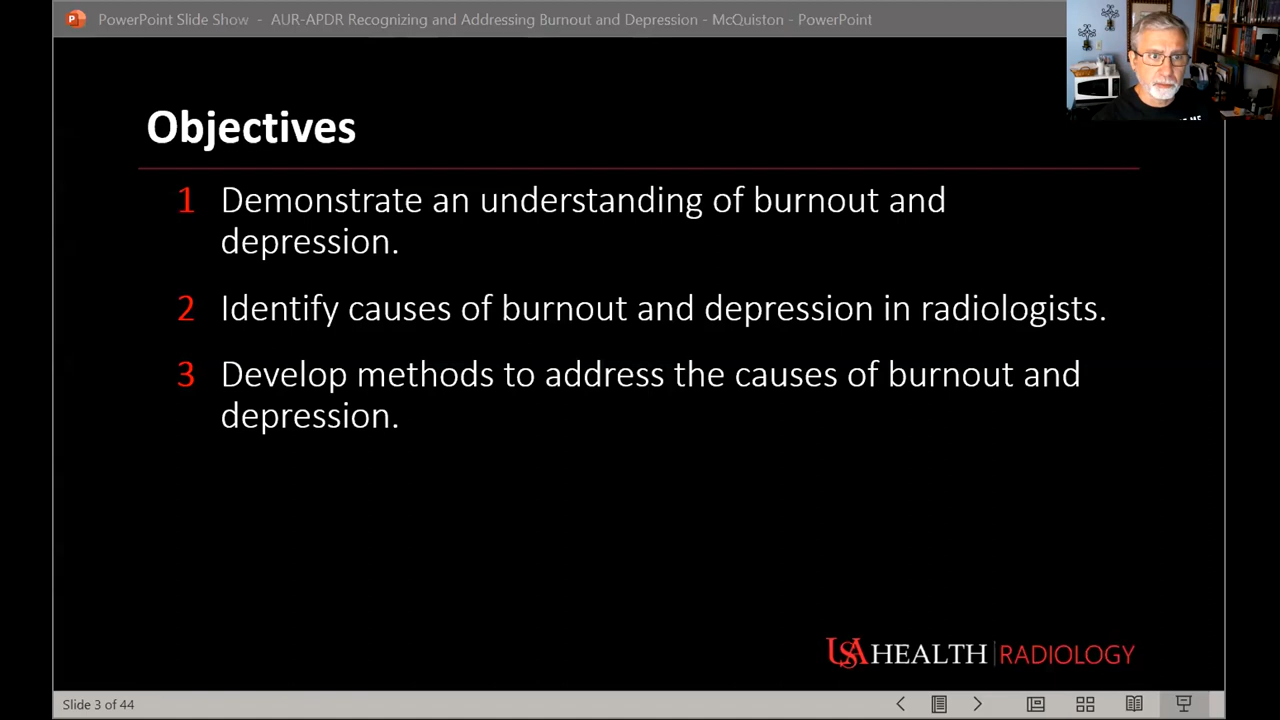 PowerPoint Slide Show - AUR-APDR Recognizing and Addressing Burnout and Depression - McQuiston - PowerPoint
Objectives
1 Demonstrate an understanding of burnout and
depression.
2 Identify causes of burnout and depression in radiologists.
3 Develop methods to address the causes of burnout and
depression.
USA HEALTH | RADIOLOGY
Slide 3 of 44